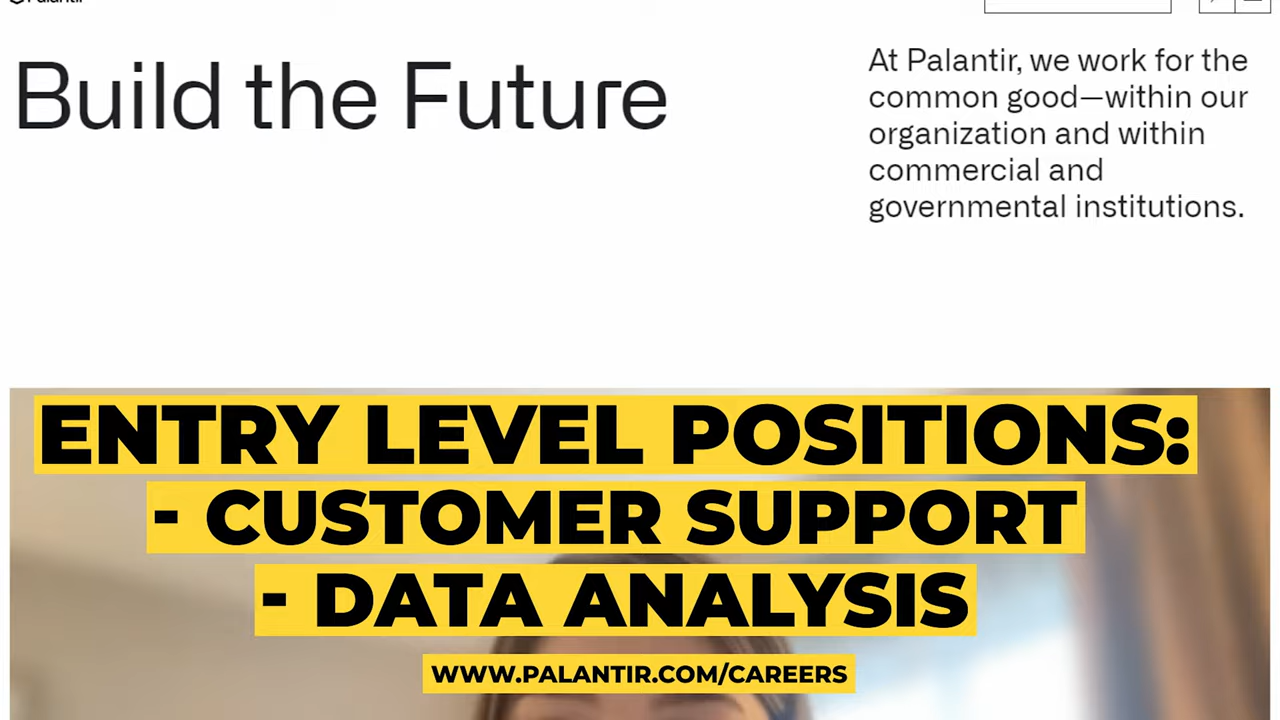 Palantir
Build the Future
At Palantir, we work for the
common good—within our
organization and within
commercial and
governmental institutions.
ENTRY LEVEL POSITIONS:
- CUSTOMER SUPPORT
- DATA ANALYSIS
WWW.PALANTIR.COM/CAREERS